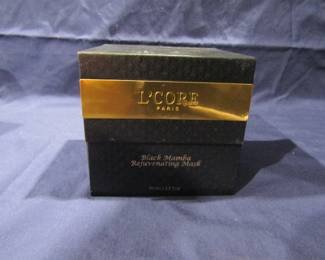 L'CORE
PARIS
Black Mamba
Rejuvenating Mask